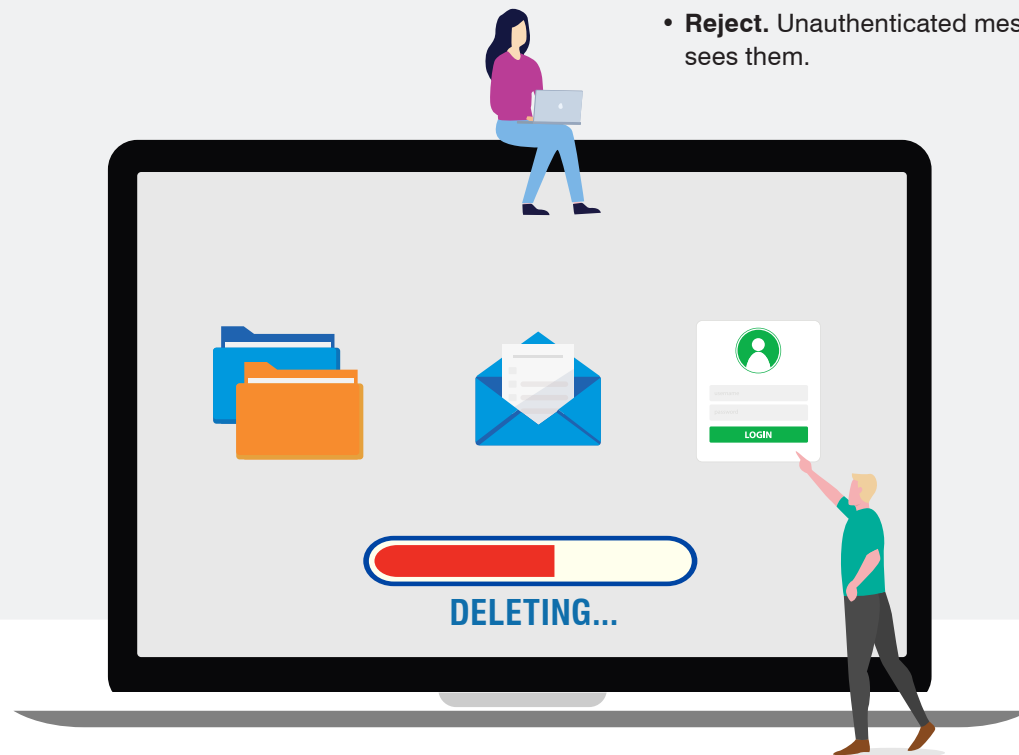 • Reject. Unauthenticated mes
sees them.
LOGIN
DELETING...